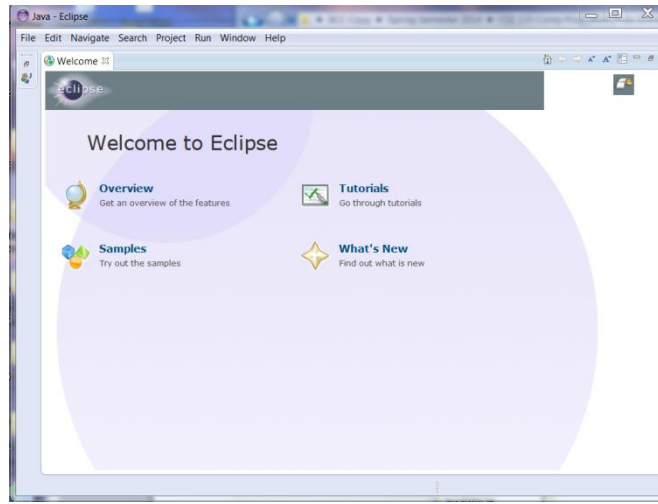 Java - Eclipse
File Edit Navigate Search Project Run Window Help
Welcome
eclipse
Welcome to Eclipse
Overview
Get an overview of the features
Tutorials
Go through tutorials
Samples
Try out the samples
What's New
Find out what is new